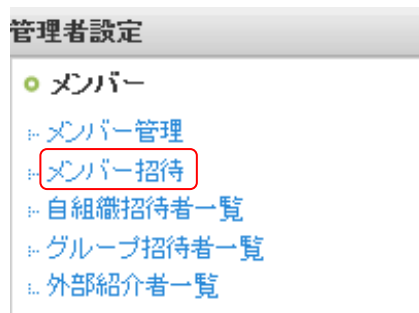 管理者設定
メンバー
メンバー管理
メンバー招待
自組織招待者一覧
グループ招待者一覧
外部紹介者一覧